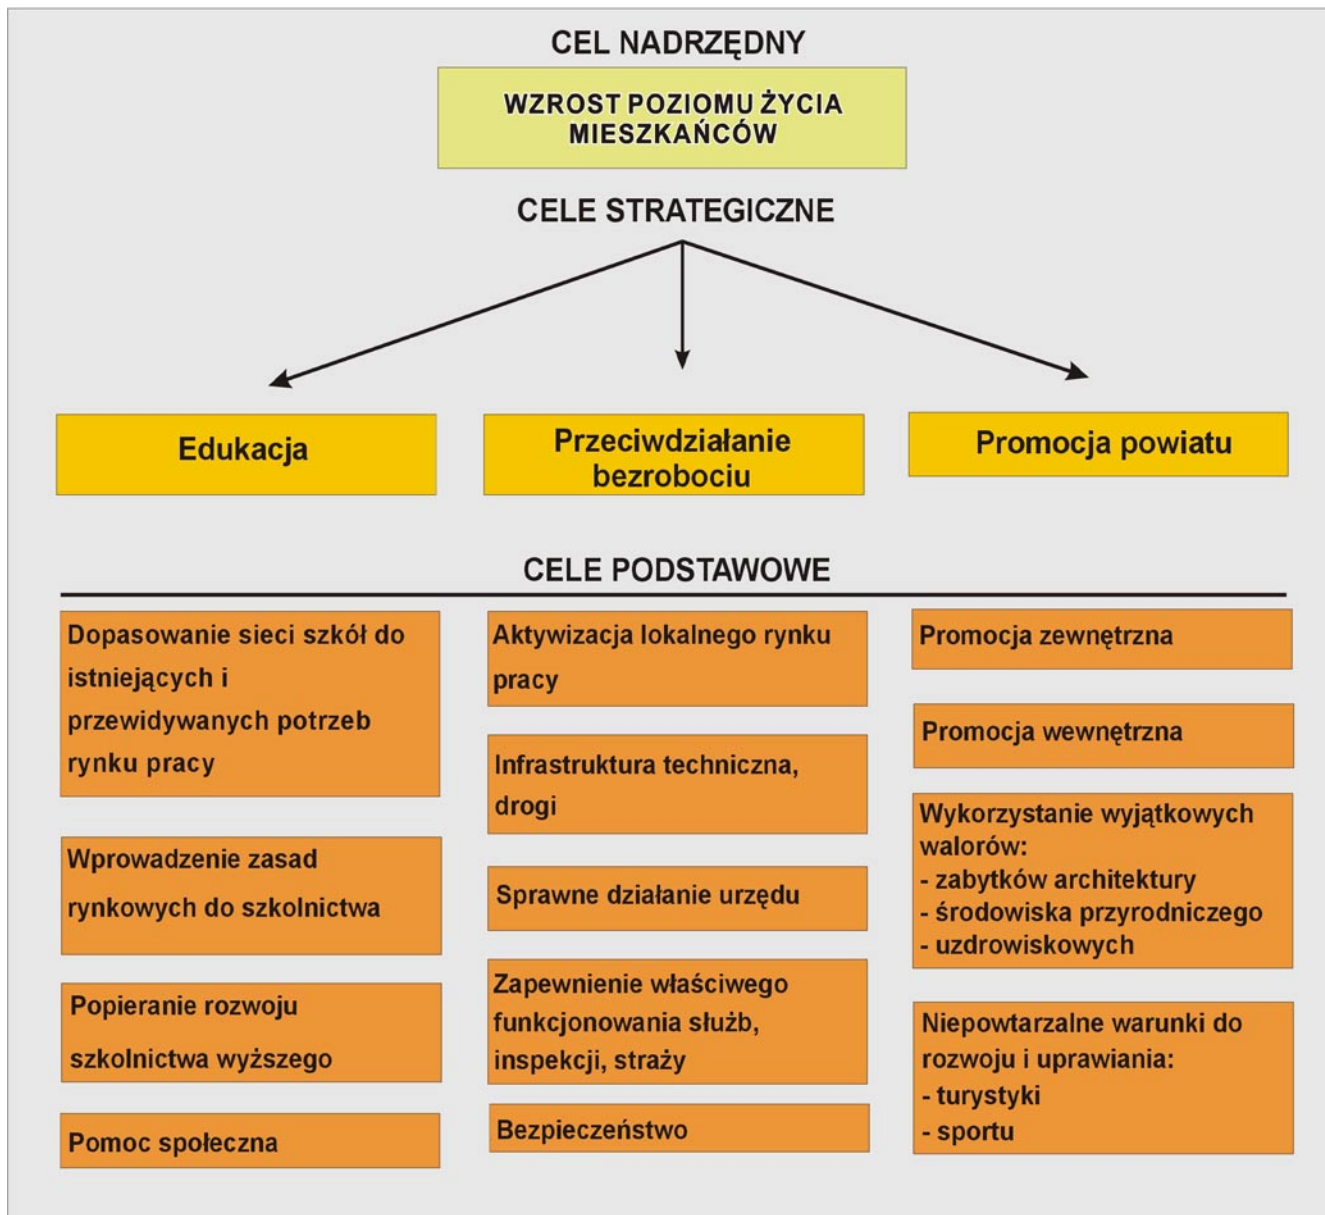 CEL NADRZĘDNY
WZROST POZIOMU ŻYCIA
MIESZKAŃCÓW
CELE STRATEGICZNE
Edukacja
Przeciwdziałanie
bezrobociu
Promocja powiatu
CELE PODSTAWOWE
Dopasowanie sieci szkół do
istniejących i
przewidywanych potrzeb
rynku pracy
Wprowadzenie zasad
rynkowych do szkolnictwa
Popieranie rozwoju
szkolnictwa wyższego
Pomoc społeczna
Aktywizacja lokalnego rynku
pracy
Infrastruktura techniczna,
drogi
Sprawne działanie urzędu
Zapewnienie właściwego
funkcjonowania służb,
inspekcji, straży
Bezpieczeństwo
Promocja zewnętrzna
Promocja wewnętrzna
Wykorzystanie wyjątkowych
walorów:
- zabytków architektury
- środowiska przyrodniczego
- uzdrowiskowych
Niepowtarzalne warunki do
rozwoju i uprawiania:
- turystyki
- sportu